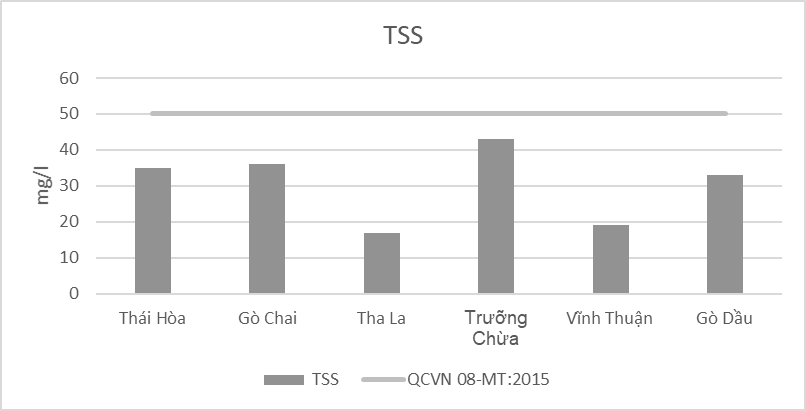 TSS
mg/l
60
50
40
30
20
10
0
Thái Hòa
Gò Chai
Tha La
Trưỡng
Chừa
Vĩnh Thuận
Gò Dầu
TSS
QCVN 08-MT:2015